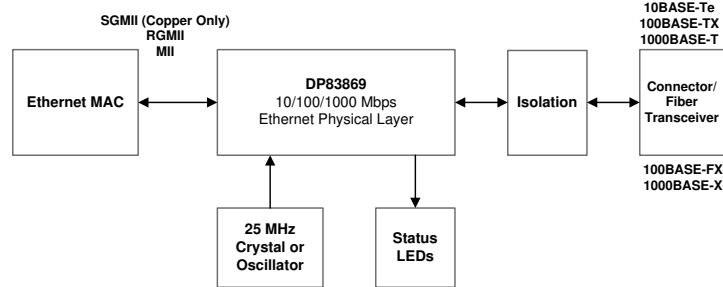 SGMII (Copper Only)
RGMII
MII
10BASE-Te
100BASE-TX
1000BASE-T
Ethernet MAC
DP83869
10/100/1000 Mbps
Ethernet Physical Layer
Isolation
Connector/
Fiber
Transceiver
100BASE-FX
1000BASE-X
25 MHz
Crystal or
Oscillator
Status
LEDs